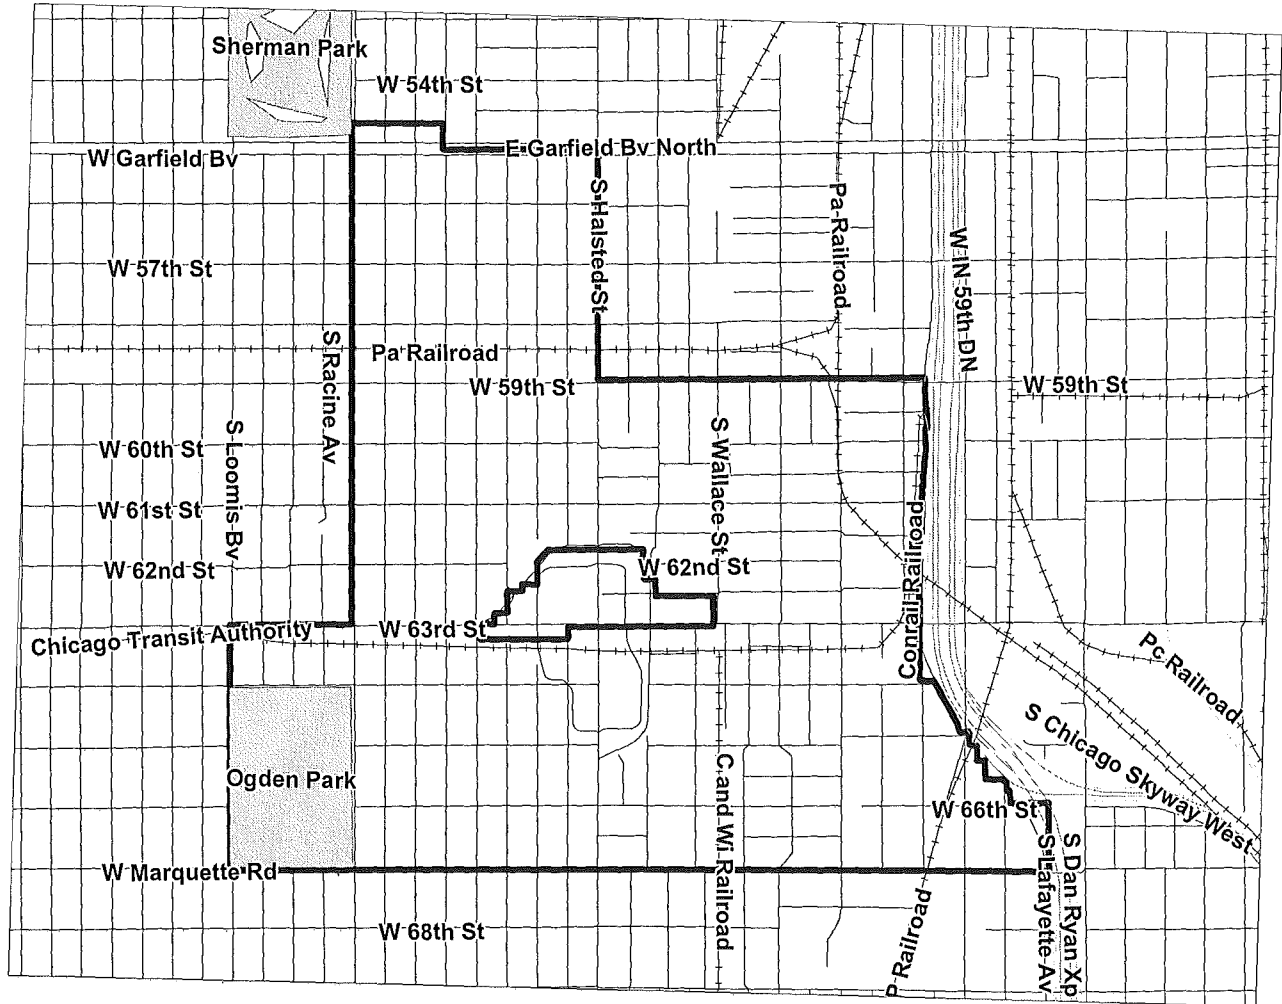 Sherman Park
W 54th St
E Garfield Bv North
W Garfield Bv
S Halsted St
Pa Railroad
W IN 59th DN
W 57th St
S Racine Av
Pa Railroad
W 59th St
W 59th St
S Loomis Bv
S Wallace St
W 60th St
W 61st St
Conrail Railroad
W 62nd St
W 62nd St
Chicago Transit Authority
W 63rd St
Pc Railroad
S Chicago Skyway West
Ogden Park
C and Wi Railroad
W 66th St
S Lafayette Av
S Dan Ryan Xp
W Marquette Rd
P Railroad
W 68th St